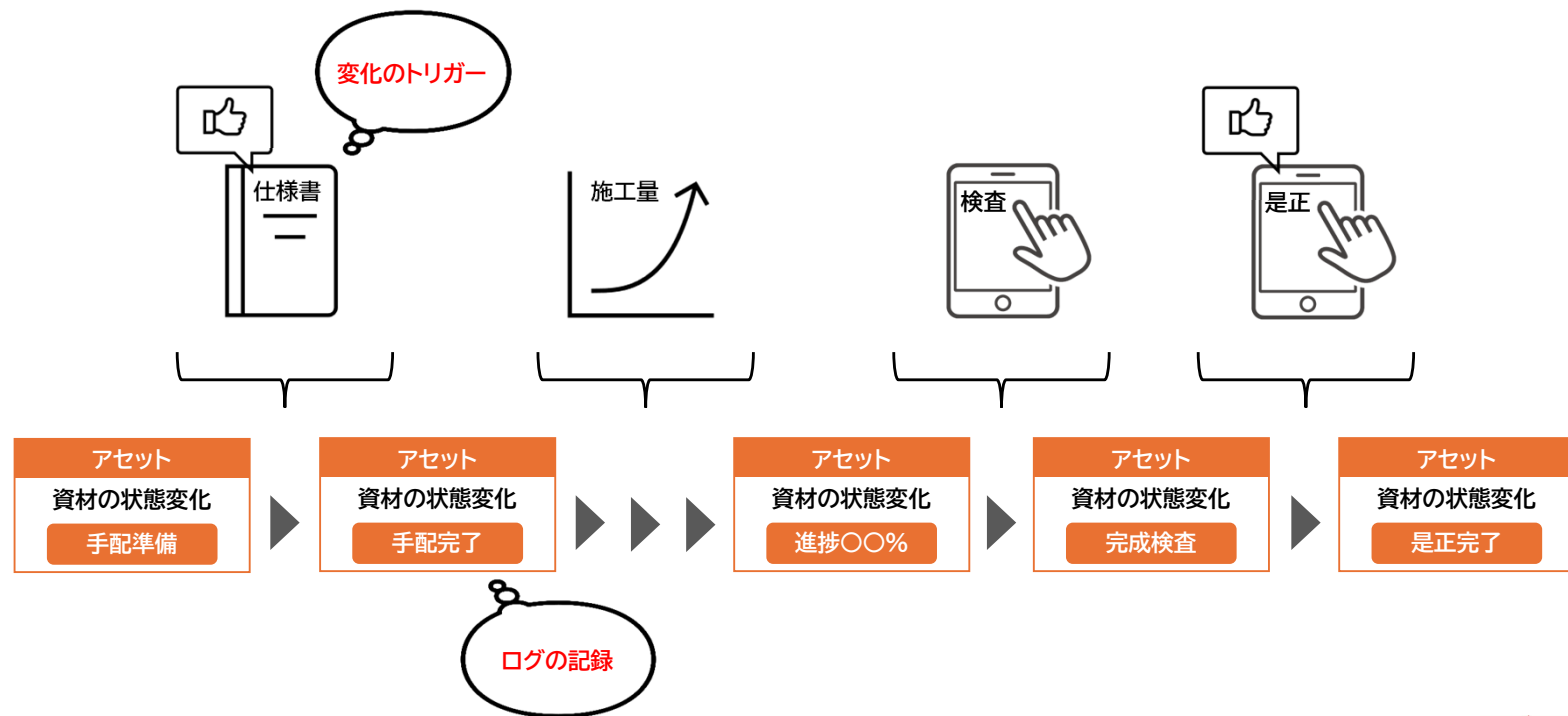 変化のトリガー
仕様書
施工量
検査
是正
アセット
資材の状態変化
手配準備
アセット
資材の状態変化
手配完了
アセット
資材の状態変化
進捗〇〇%
アセット
資材の状態変化
完成検査
アセット
資材の状態変化
是正完了
ログの記録